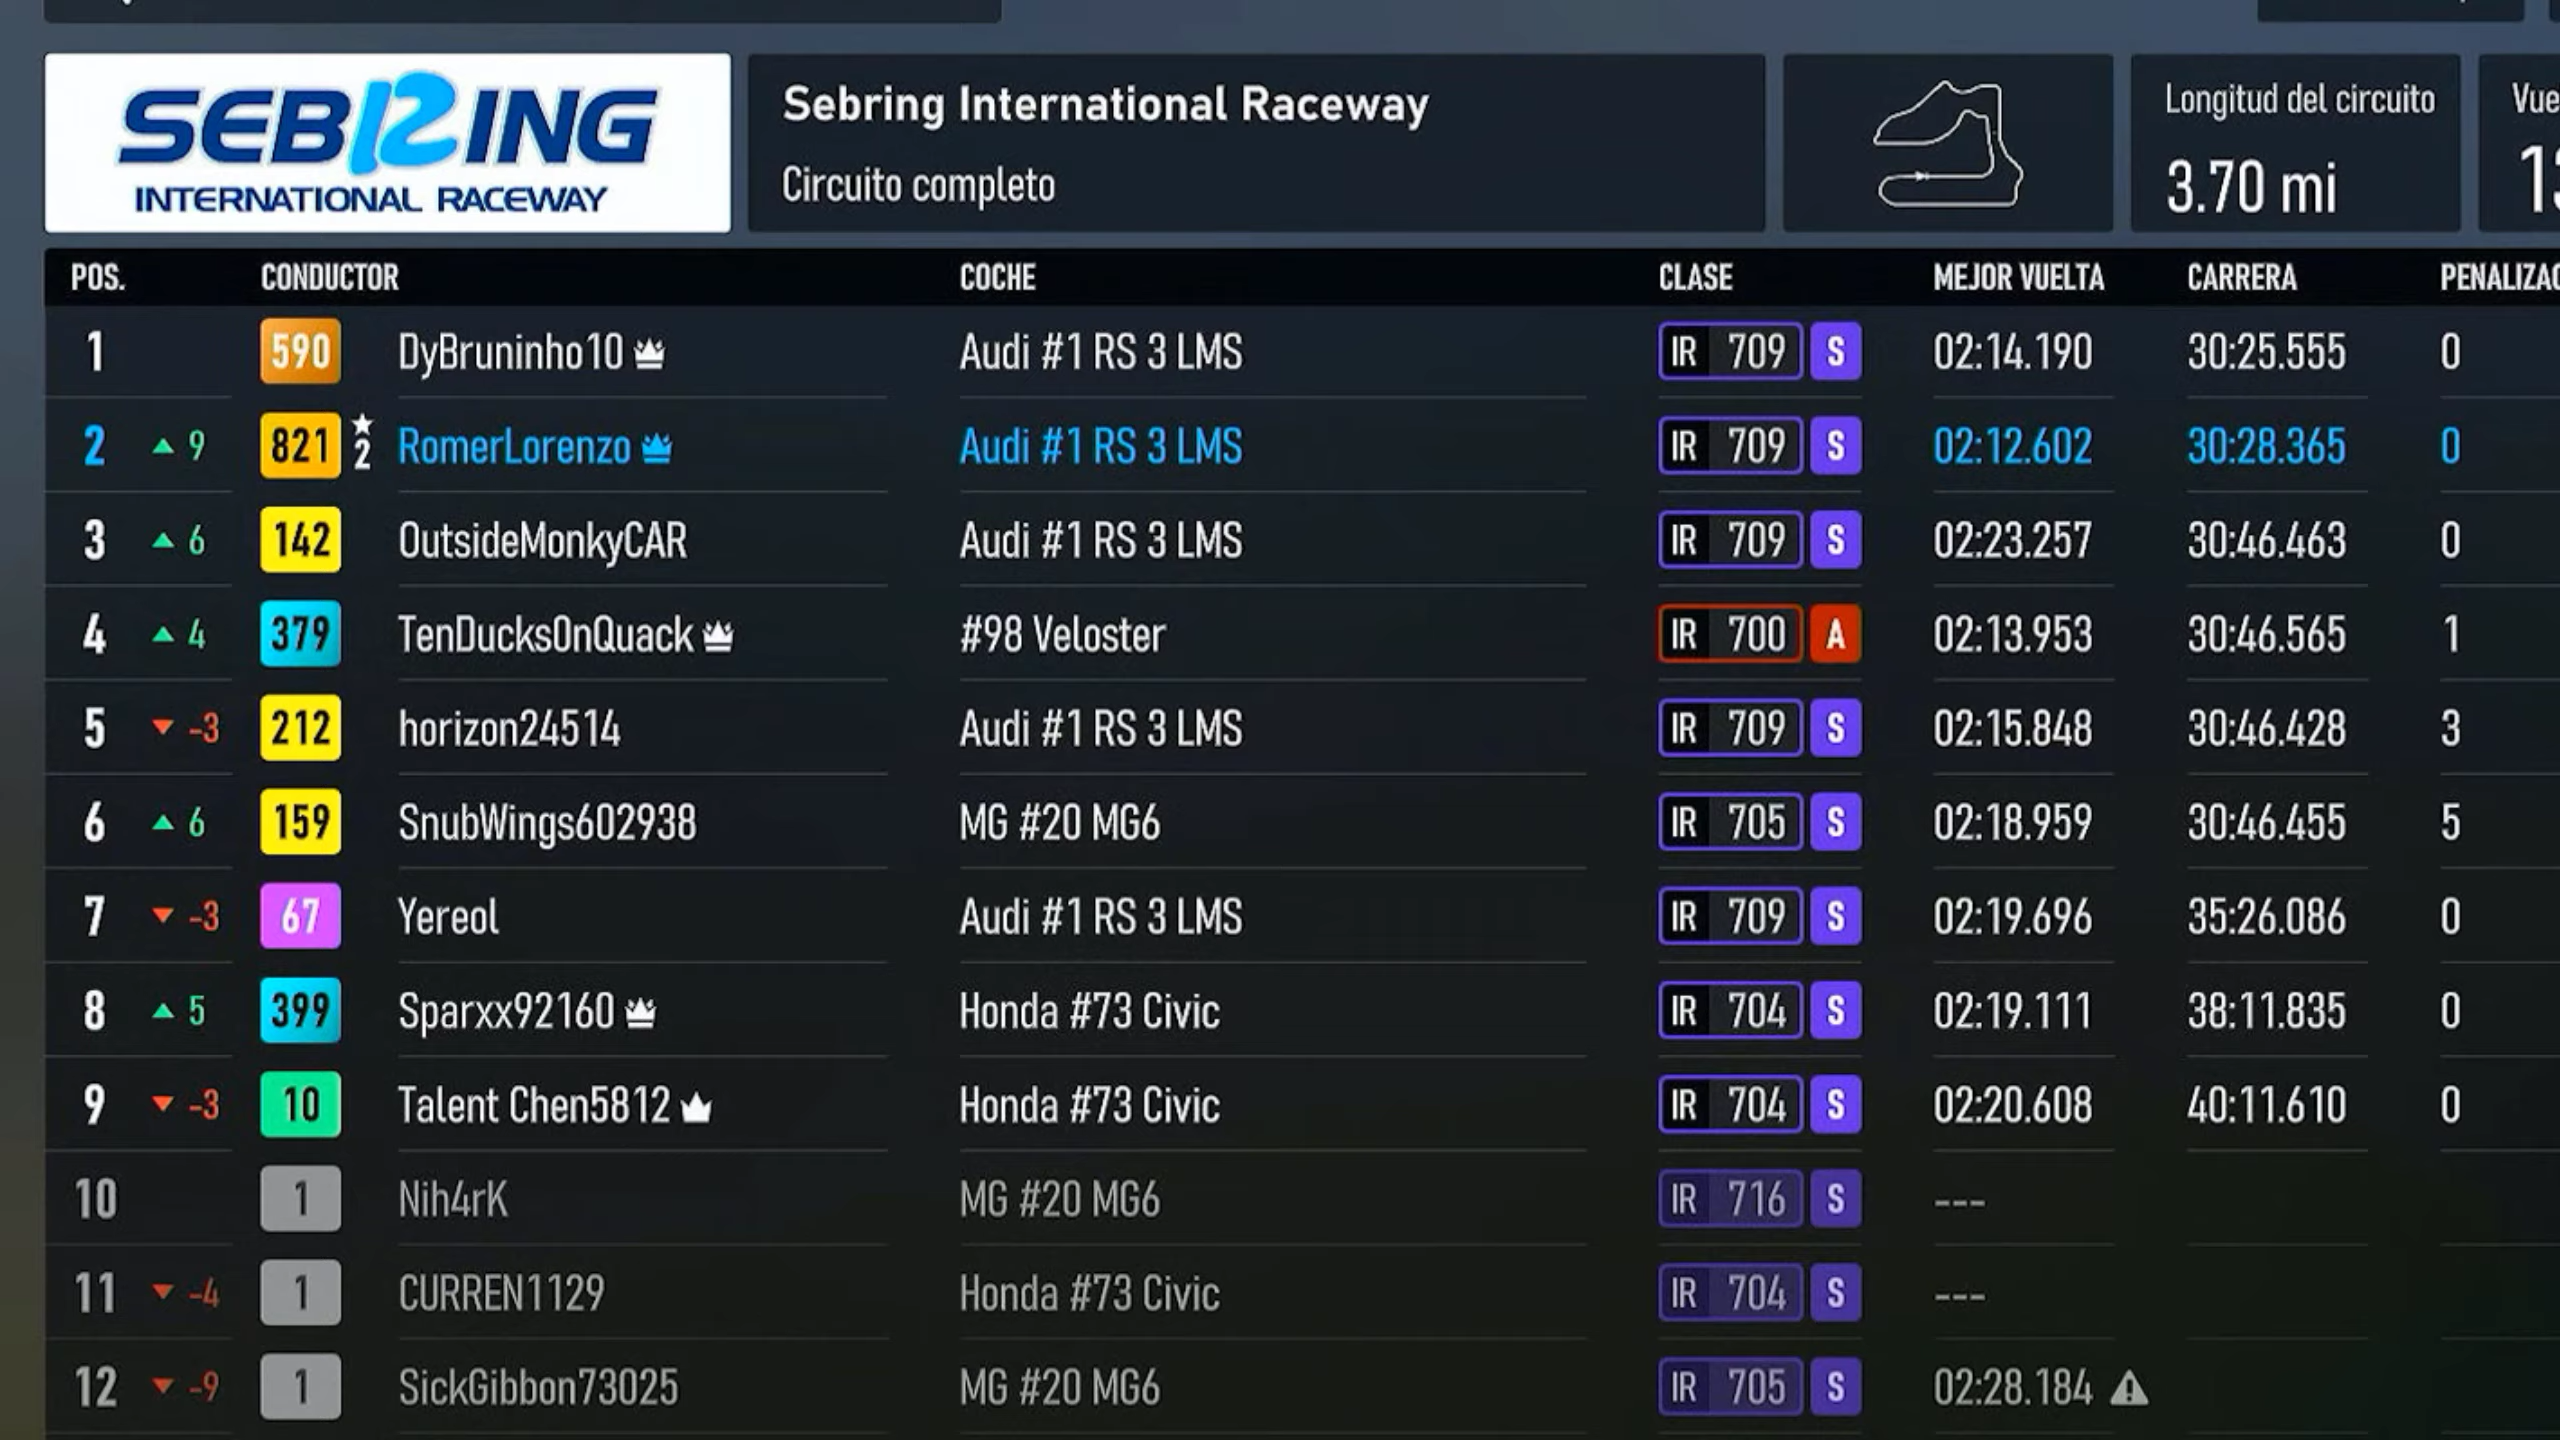 SEBRING
INTERNATIONAL RACEWAY
Sebring International Raceway
Circuito completo
Longitud del circuito
3.70 mi
POS. CONDUCTOR COCHE CLASE MEJOR VUELTA CARRERA
1 590 DyBruninho10 Audi #1 RS 3 LMS IR 709 S 02:14.190 30:25.555 0
2 ▲ 9 821 ★2 RomerLorenzo Audi #1 RS 3 LMS IR 709 S 02:12.602 30:28.365 0
3 ▲ 6 142 OutsideMonkyCAR Audi #1 RS 3 LMS IR 709 S 02:23.257 30:46.463 0
4 ▲ 4 379 TenDucksOnQuack #98 Veloster IR 700 A 02:13.953 30:46.565 1
5 ▼ -3 212 horizon24514 Audi #1 RS 3 LMS IR 709 S 02:15.848 30:46.428 3
6 ▲ 6 159 SnubWings602938 MG #20 MG6 IR 705 S 02:18.959 30:46.455 5
7 ▼ -3 67 Yereol Audi #1 RS 3 LMS IR 709 S 02:19.696 35:26.086 0
8 ▲ 5 399 Sparxx92160 Honda #73 Civic IR 704 S 02:19.111 38:11.835 0
9 ▼ -3 10 Talent Chen5812 Honda #73 Civic IR 704 S 02:20.608 40:11.610 0
10 1 Nih4rK MG #20 MG6 IR 716 S ---
11 ▼ -4 1 CURREN1129 Honda #73 Civic IR 704 S ---
12 ▼ -9 1 SickGibbon73025 MG #20 MG6 IR 705 S 02:28.184